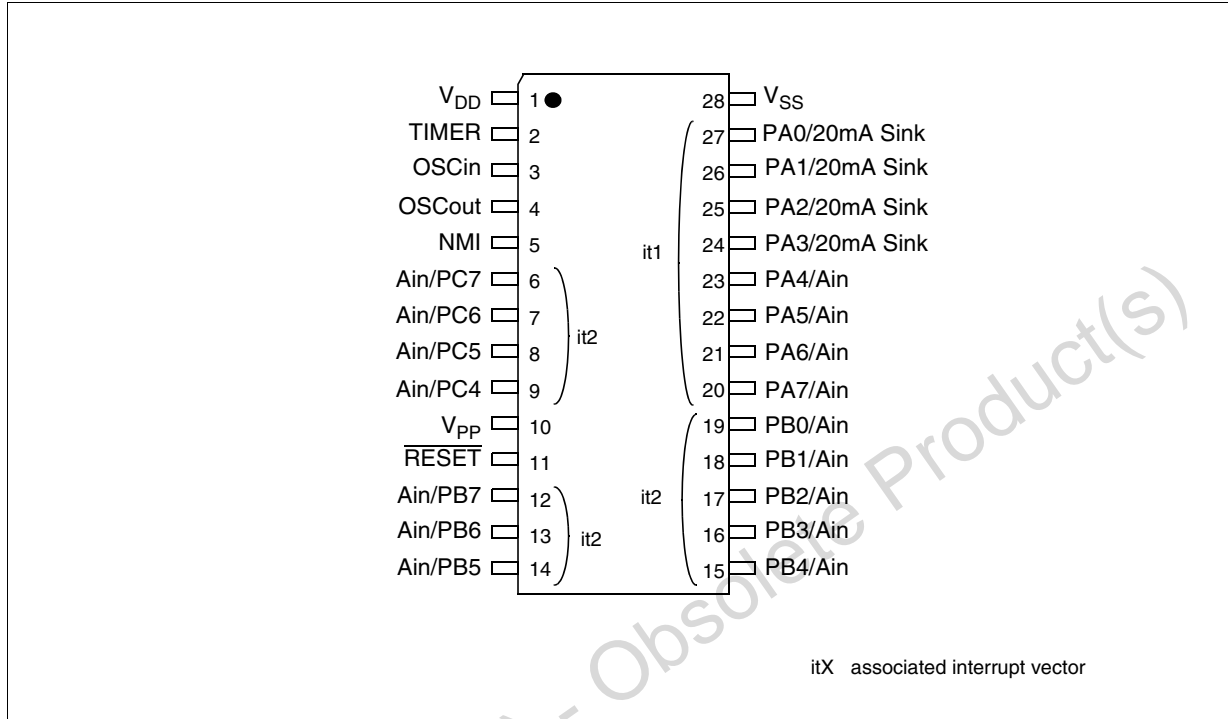 V_DD 1 28 V_SS
TIMER 2 27 PA0/20mA Sink
OSCin 3 26 PA1/20mA Sink
OSCout 4 25 PA2/20mA Sink
NMI 5 24 PA3/20mA Sink
it1
Ain/PC7 6 23 PA4/Ain
Ain/PC6 7 22 PA5/Ain
it2
Ain/PC5 8 21 PA6/Ain
Ain/PC4 9 20 PA7/Ain
V_PP 10 19 PB0/Ain
RESET 11 18 PB1/Ain
Ain/PB7 12 it2 17 PB2/Ain
Ain/PB6 13 it2 16 PB3/Ain
Ain/PB5 14 15 PB4/Ain
itX associated interrupt vector
- Obsolete Product(s)